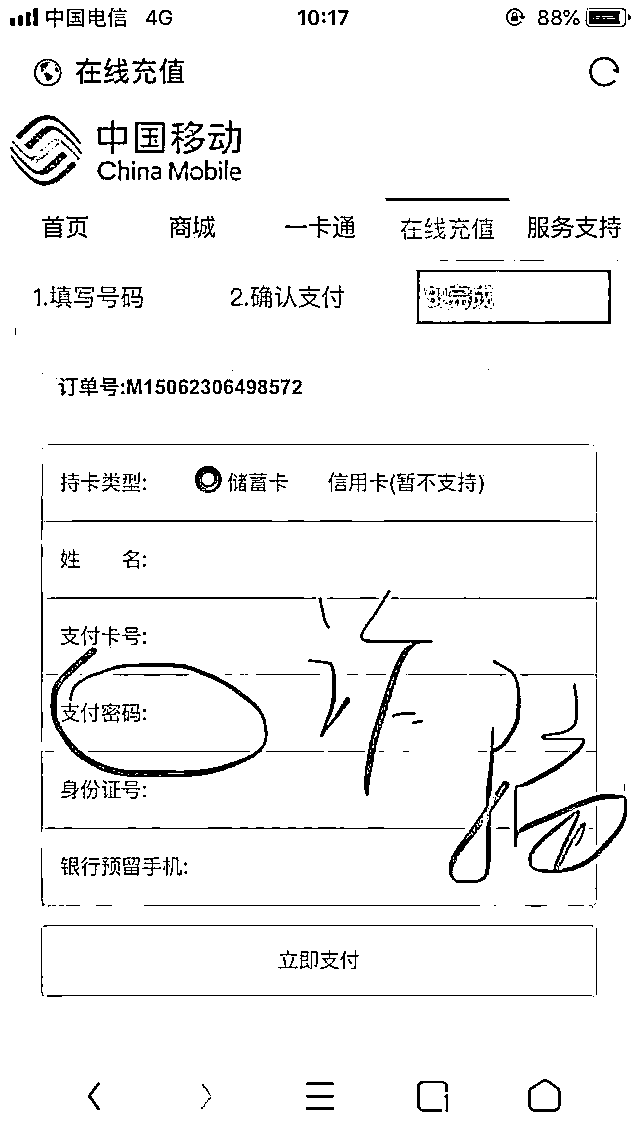 中国电信 4G 10:17 88%
在线充值
中国移动
China Mobile
首页 商城 一卡通 在线充值 服务支持
1.填写号码 2.确认支付 3.完成
订单号:M15062306498572
持卡类型: 储蓄卡 信用卡(暂不支持)
姓 名:
支付卡号:
支付密码:
身份证号:
银行预留手机:
诈骗
立即支付